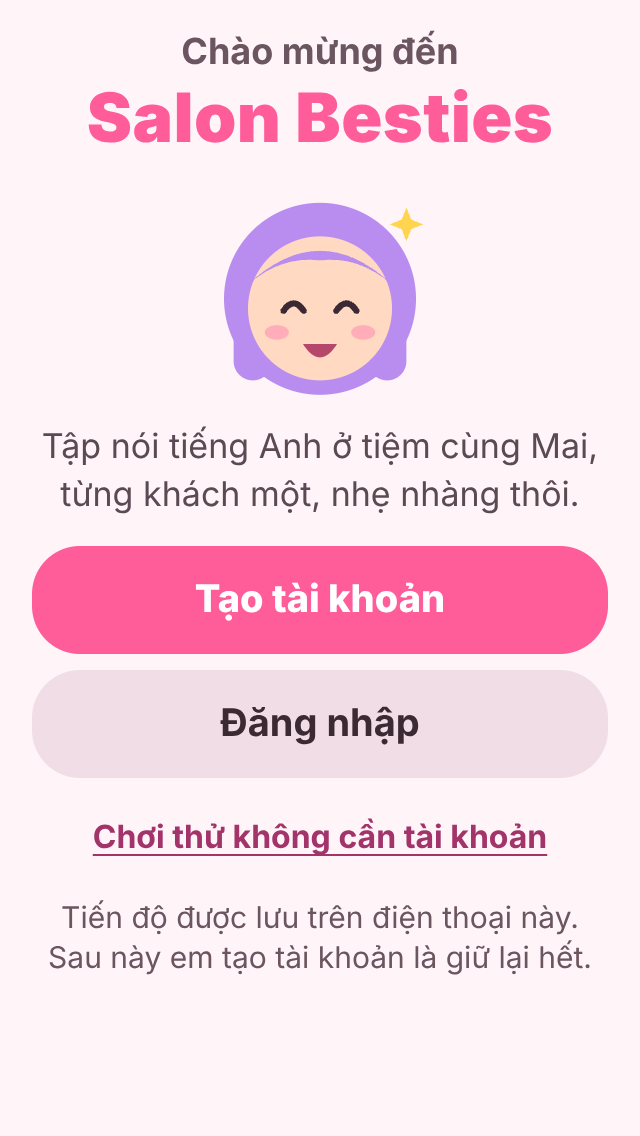 Chào mừng đến
Salon Besties
Tập nói tiếng Anh ở tiệm cùng Mai,
từng khách một, nhẹ nhàng thôi.
Tạo tài khoản
Đăng nhập
Chơi thử không cần tài khoản
Tiến độ được lưu trên điện thoại này.
Sau này em tạo tài khoản là giữ lại hết.